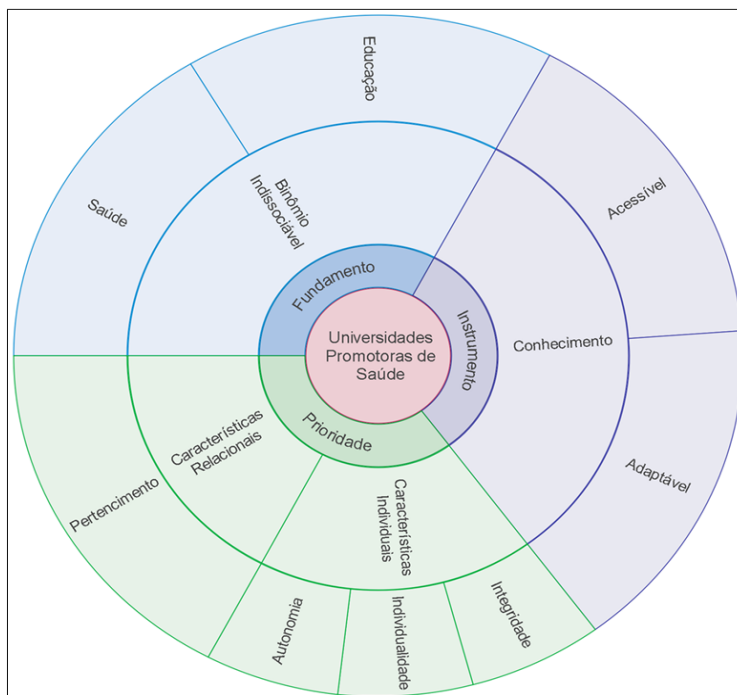 Educação
Saúde
Binômio
Indissociável
Acessível
Fundamento
Instrumento
Universidades
Promotoras de
Saúde
Conhecimento
Prioridade
Características
Relacionais
Características
Individuais
Pertencimento
Adaptável
Autonomia
Individualidade
Integridade